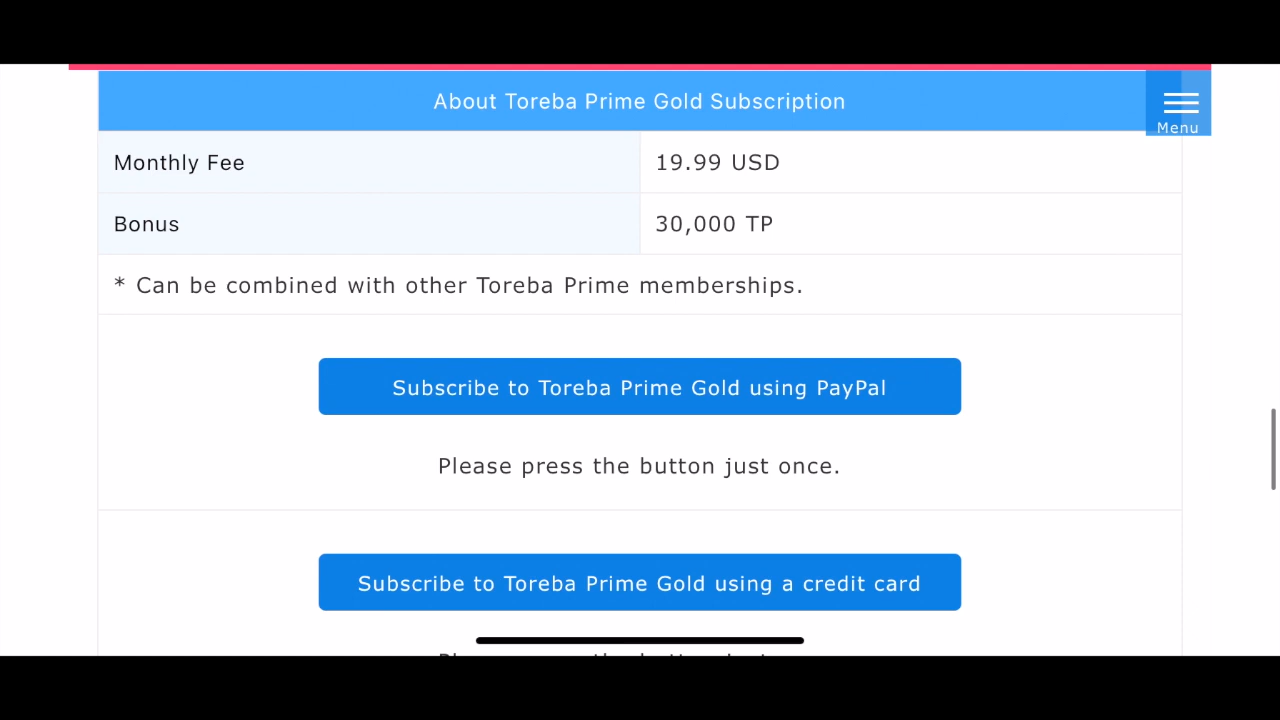 About Toreba Prime Gold Subscription
Menu
Monthly Fee
19.99 USD
Bonus
30,000 TP
* Can be combined with other Toreba Prime memberships.
Subscribe to Toreba Prime Gold using PayPal
Please press the button just once.
Subscribe to Toreba Prime Gold using a credit card